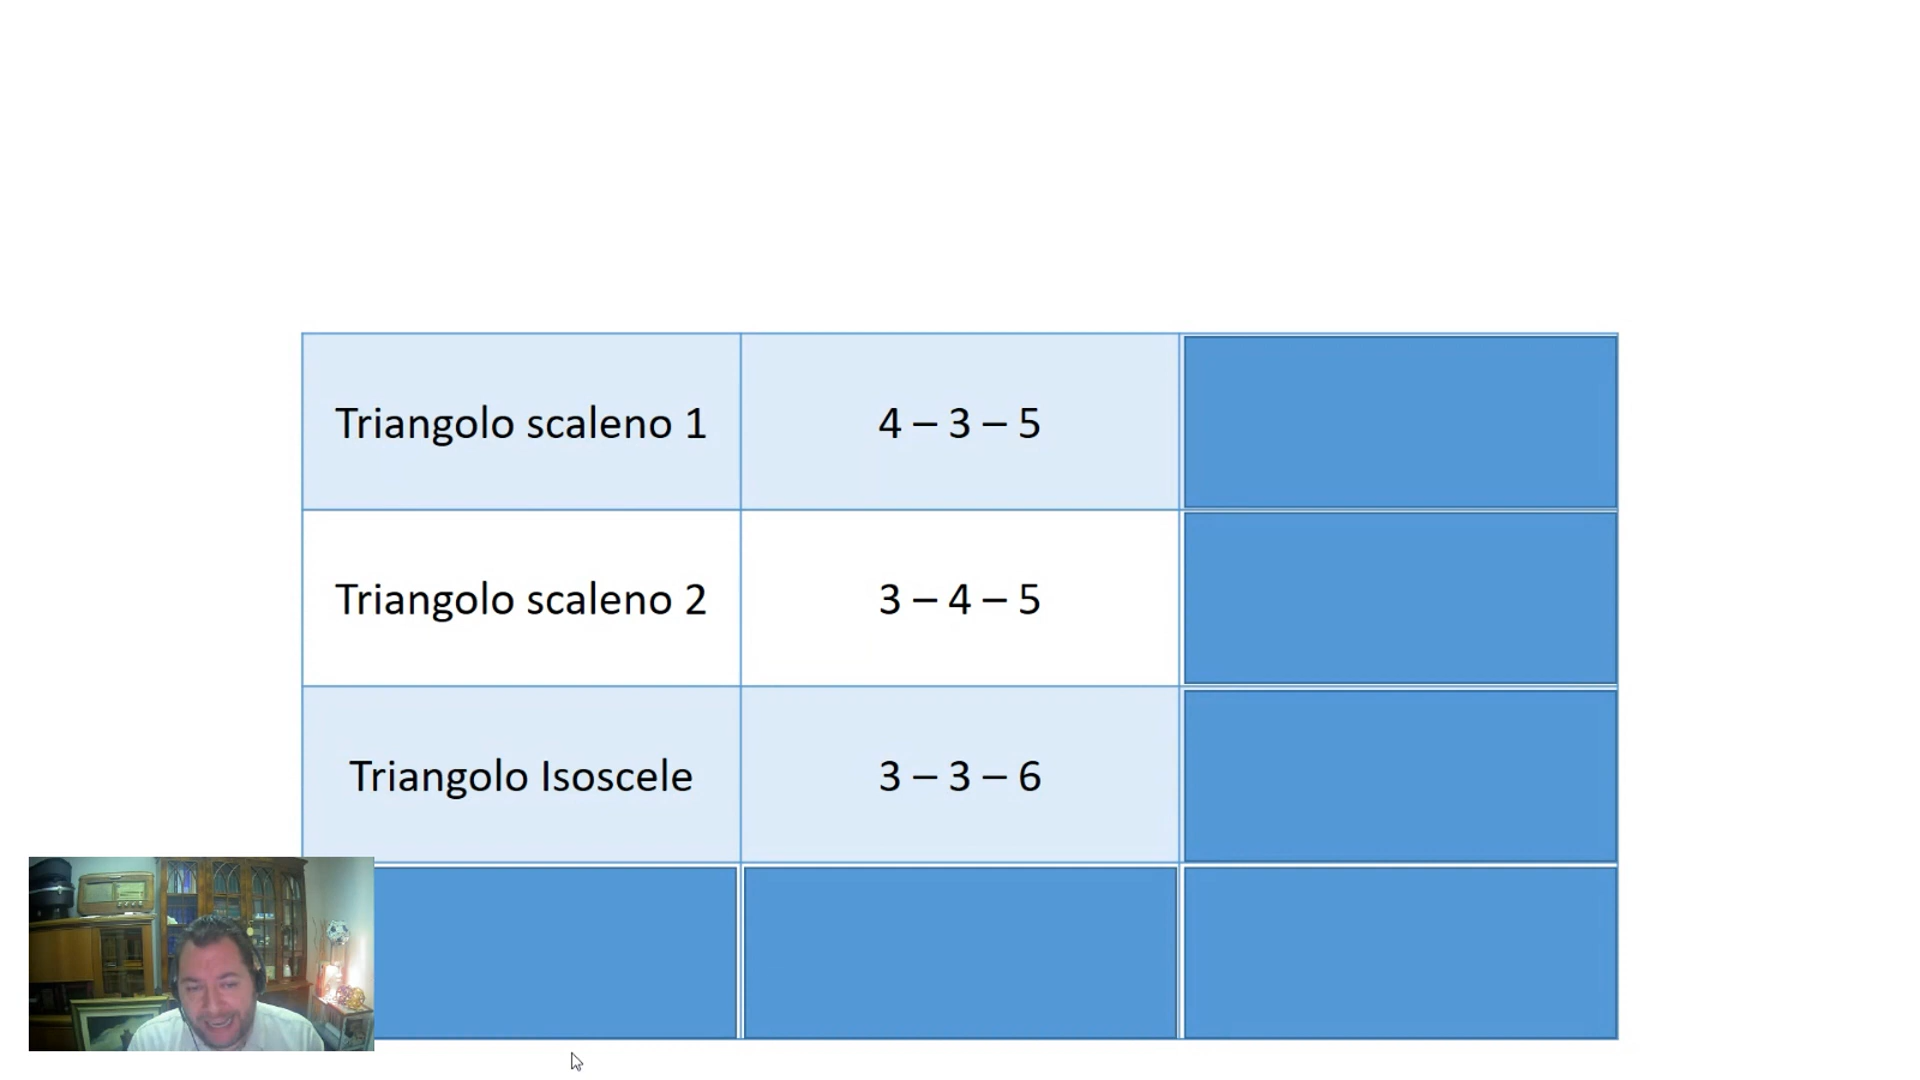 Triangolo scaleno 1
4 – 3 – 5
Triangolo scaleno 2
3 – 4 – 5
Triangolo Isoscele
3 – 3 – 6